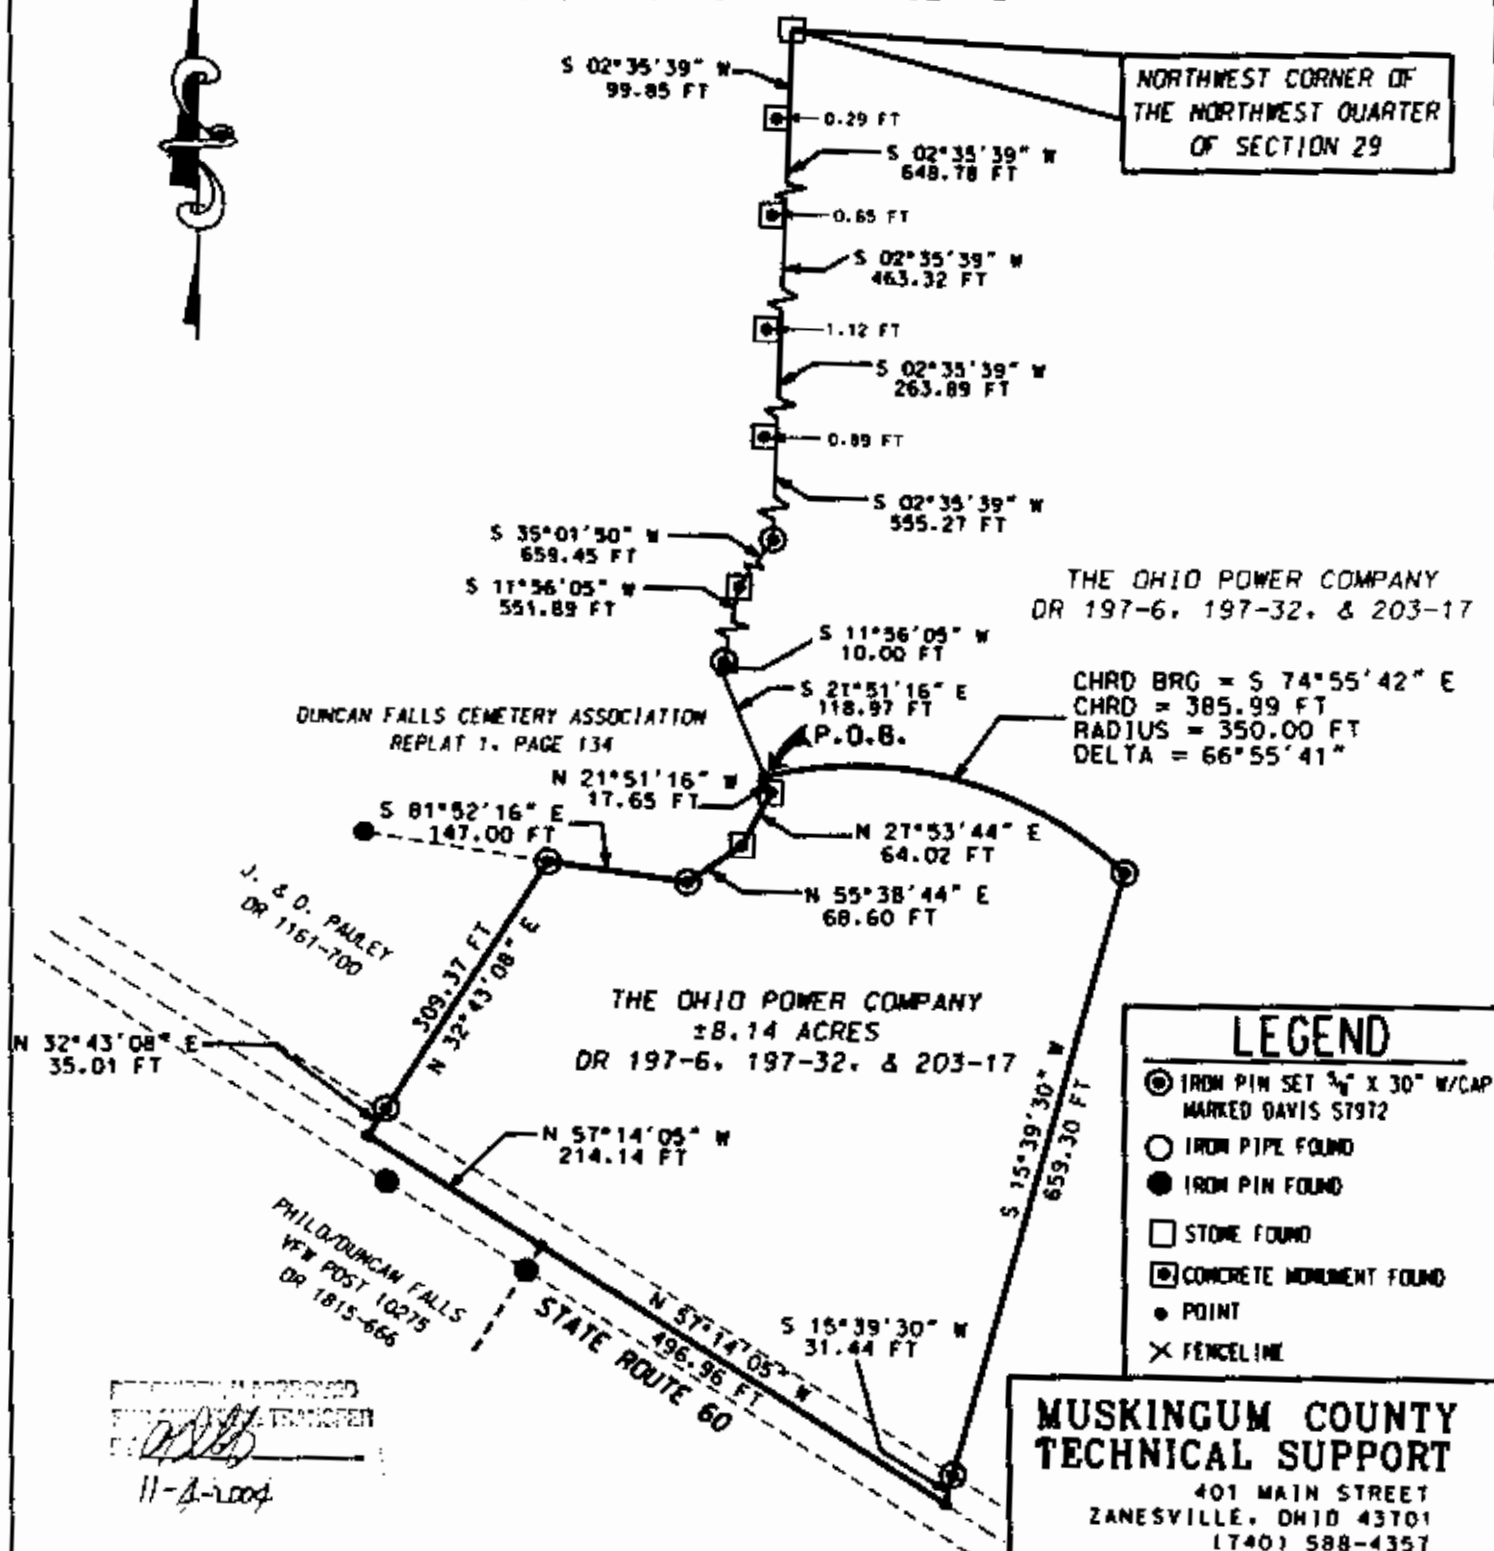 S 02°35'39" W
99.85 FT
NORTHWEST CORNER OF
THE NORTHWEST QUARTER
OF SECTION 29
0.29 FT
S 02°35'39" W
648.78 FT
0.65 FT
S 02°35'39" W
463.32 FT
1.12 FT
S 02°35'39" W
263.89 FT
0.89 FT
S 02°35'39" W
555.27 FT
S 35°01'50" W
659.45 FT
S 11°56'05" W
551.89 FT
THE OHIO POWER COMPANY
DR 197-6, 197-32, & 203-17
S 11°56'05" W
10.00 FT
S 21°51'16" E
118.97 FT
CHRD BRG = S 74°55'42" E
CHRD = 385.99 FT
RADIUS = 350.00 FT
DELTA = 66°55'41"
DUNCAN FALLS CEMETERY ASSOCIATION
REPLAT 1, PAGE 134
P.O.B.
N 21°51'16" W
17.65 FT
S 81°52'16" E
147.00 FT
N 27°53'44" E
64.02 FT
N 55°38'44" E
68.60 FT
J. & D. PAULEY
DR 1161-700
309.37 FT
N 32°43'08" E
THE OHIO POWER COMPANY
±8.14 ACRES
DR 197-6, 197-32, & 203-17
N 32°43'08" E
35.01 FT
S 15°39'30" W
659.30 FT
N 57°14'05" W
214.14 FT
PHILO/DUNCAN FALLS
VFW POST 10275
DR 1815-666
STATE ROUTE 60
N 57°14'05" W
496.96 FT
S 15°39'30" W
31.44 FT
LEGEND
IRON PIN SET 5/8" X 30" W/CAP
MARKED DAVIS S7972
IRON PIPE FOUND
IRON PIN FOUND
STONE FOUND
CONCRETE MONUMENT FOUND
POINT
FENCELINE
APPROVED
TRANSFER
MUSKINGUM COUNTY
TECHNICAL SUPPORT
401 MAIN STREET
ZANESVILLE, OHIO 43701
(740) 588-4357